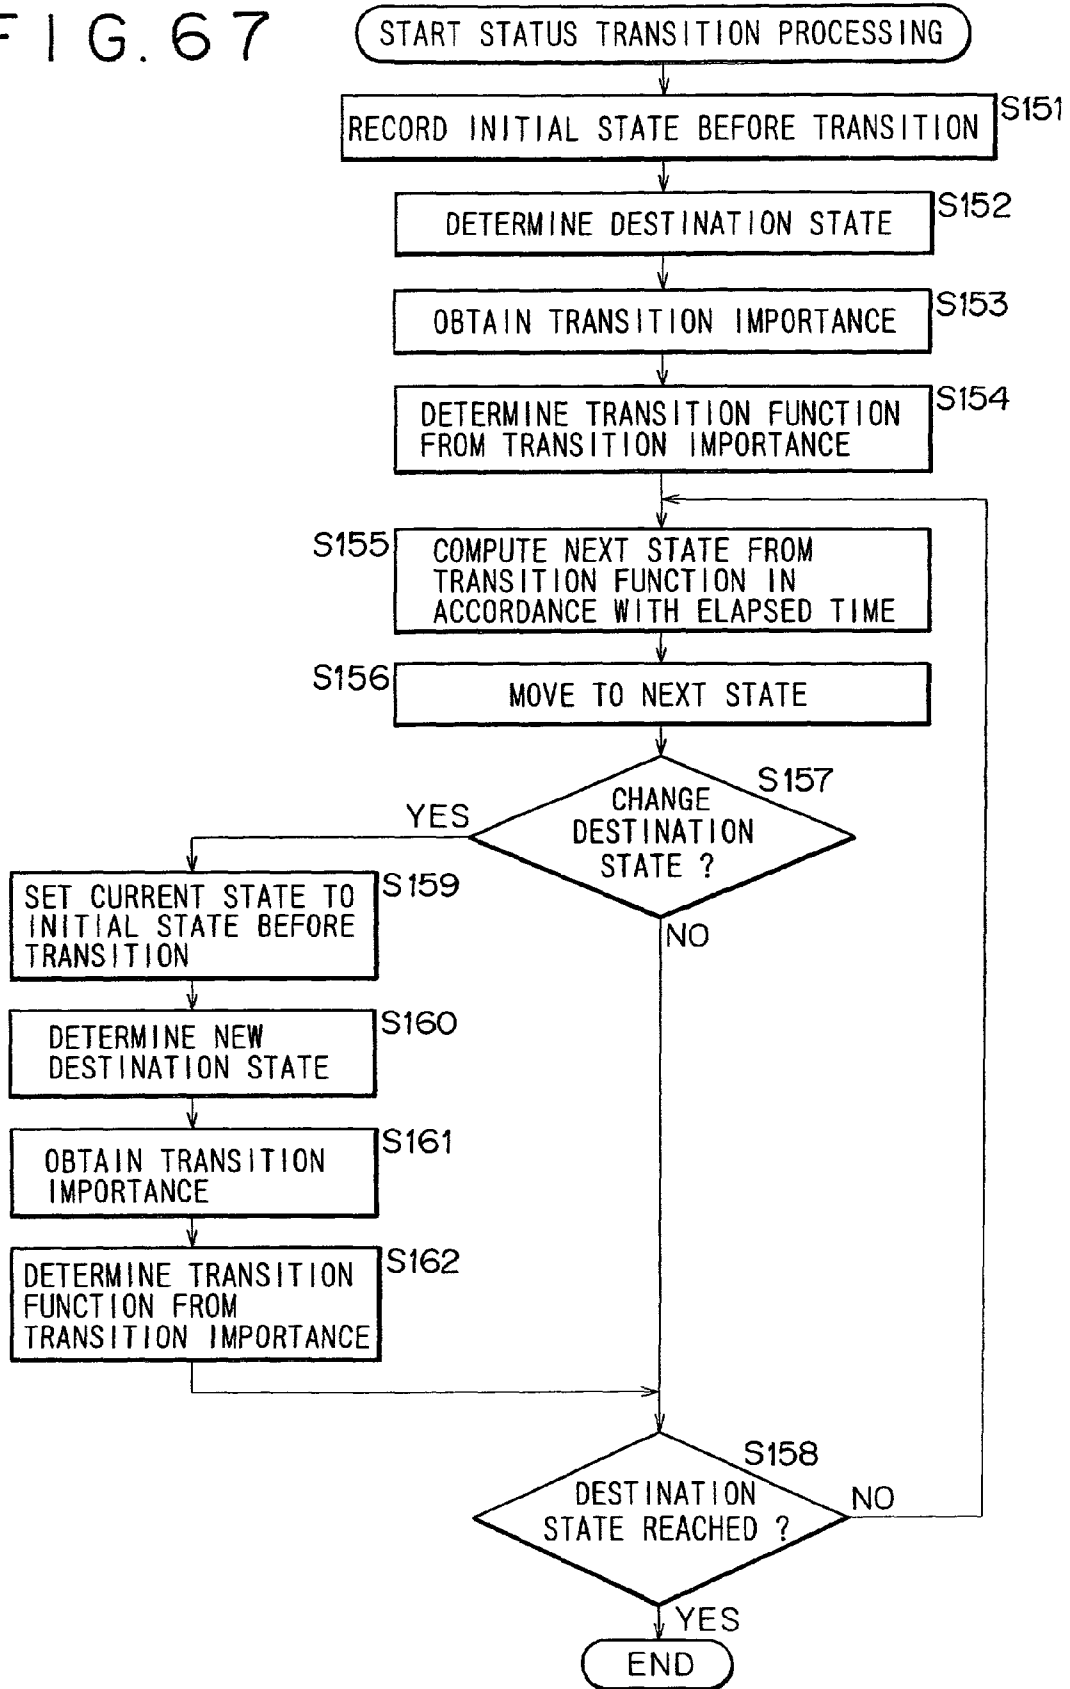 FIG. 67
START STATUS TRANSITION PROCESSING
RECORD INITIAL STATE BEFORE TRANSITION
S151
DETERMINE DESTINATION STATE
S152
OBTAIN TRANSITION IMPORTANCE
S153
DETERMINE TRANSITION FUNCTION
FROM TRANSITION IMPORTANCE
S154
S155
COMPUTE NEXT STATE FROM
TRANSITION FUNCTION IN
ACCORDANCE WITH ELAPSED TIME
S156
MOVE TO NEXT STATE
S157
CHANGE
DESTINATION
STATE ?
YES
NO
SET CURRENT STATE TO
INITIAL STATE BEFORE
TRANSITION
S159
DETERMINE NEW
DESTINATION STATE
S160
OBTAIN TRANSITION
IMPORTANCE
S161
DETERMINE TRANSITION
FUNCTION FROM
TRANSITION IMPORTANCE
S162
S158
DESTINATION
STATE REACHED ?
NO
YES
END